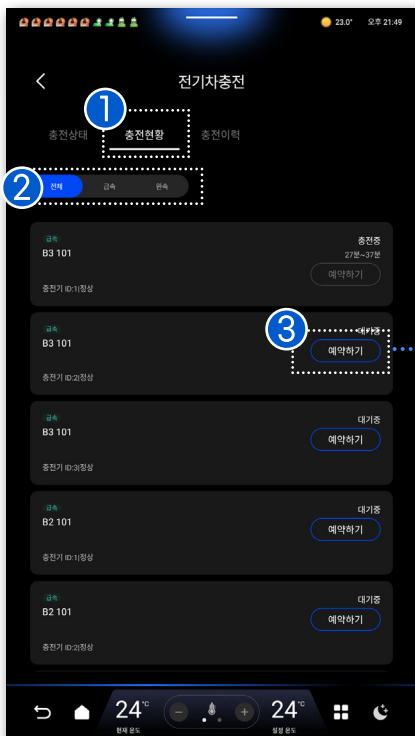 23.0° 오후 21:49
전기차충전
1
충전상태 충전현황 충전이력
2
전체 급속 완속
급속
B3 101
충전중
27분~37분
예약하기
충전기 ID:1|정상
급속
B3 101
3
대기중
예약하기
충전기 ID:2|정상
급속
B3 101
대기중
예약하기
충전기 ID:3|정상
급속
B2 101
대기중
예약하기
충전기 ID:1|정상
급속
B2 101
대기중
예약하기
충전기 ID:2|정상
24°C
현재 온도
24°C
설정 온도